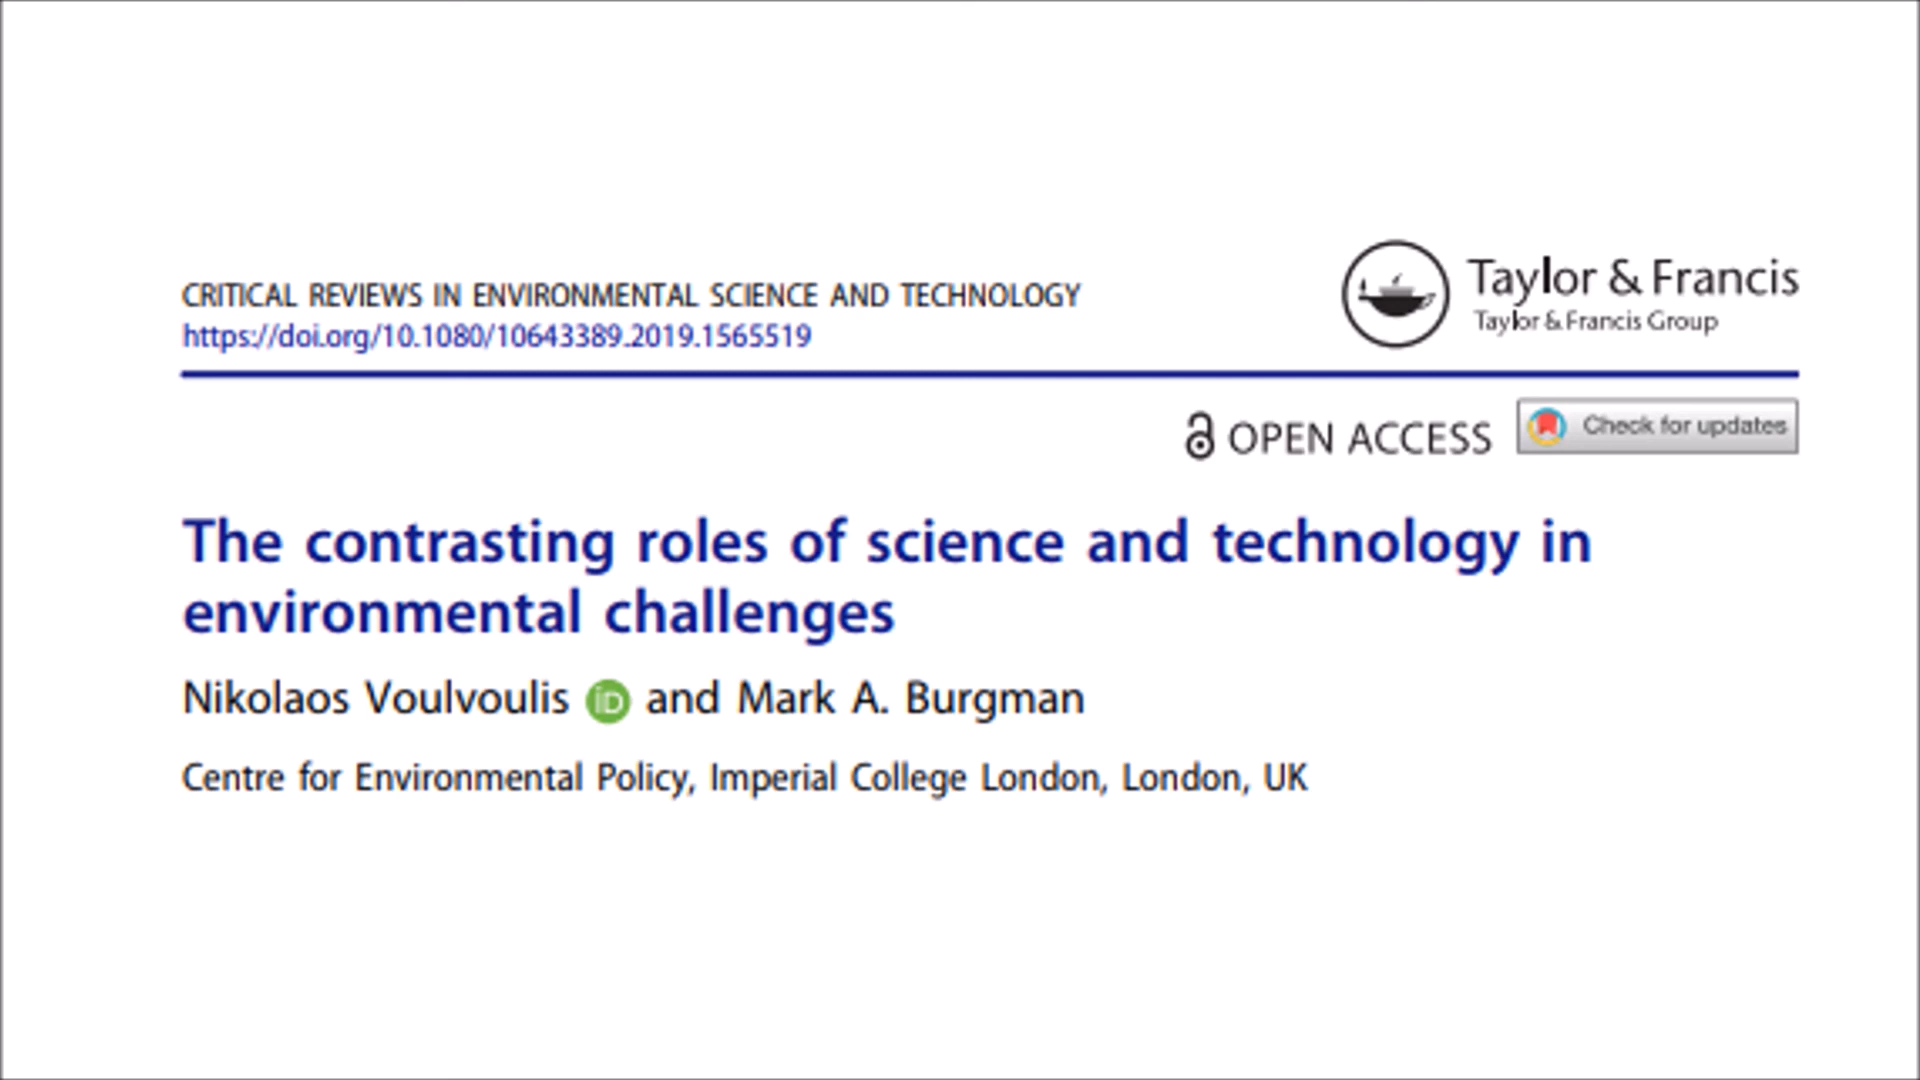 CRITICAL REVIEWS IN ENVIRONMENTAL SCIENCE AND TECHNOLOGY
https://doi.org/10.1080/10643389.2019.1565519
Taylor & Francis
Taylor & Francis Group
OPEN ACCESS
Check for updates
The contrasting roles of science and technology in
environmental challenges
Nikolaos Voulvoulis iD and Mark A. Burgman
Centre for Environmental Policy, Imperial College London, London, UK